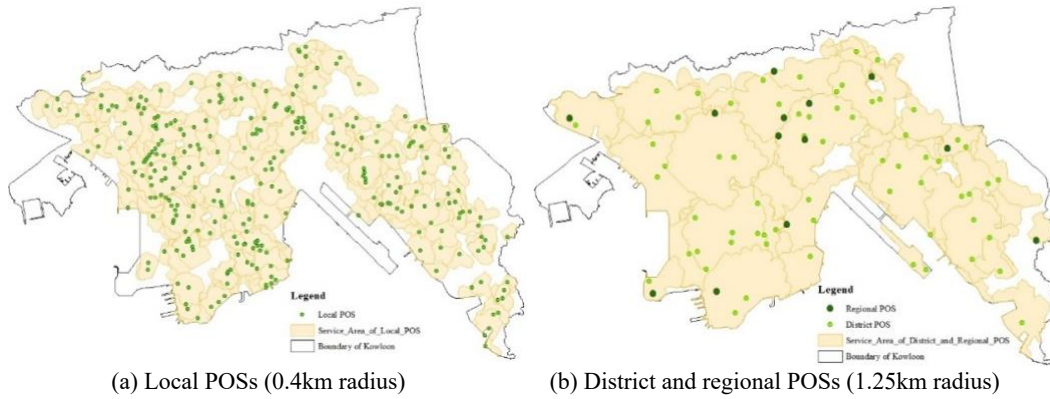 Legend
Local POS
Service_Area_of_Local_POS
Boundary of Kowloon
Legend
Regional POS
District POS
Service_Area_of_District_and_Regional_POS
Boundary of Kowloon
(a) Local POSs (0.4km radius)
(b) District and regional POSs (1.25km radius)